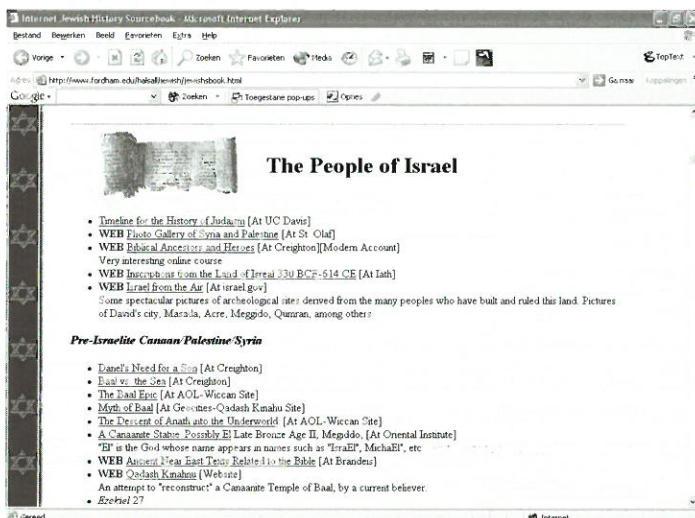 Internet Jewish History Sourcebook - Microsoft Internet Explorer
Bestand Bewerken Beeld Favorieten Extra Help
Vorige Zoeken Favorieten Media TopText
Adres http://www.fordham.edu/halsall/jewish/jewishsbook.html Ga naar Koppelingen
Google Zoeken Toegestane pop-ups Opties
The People of Israel
• Timeline for the History of Judaism [At UC Davis]
• WEB Photo Gallery of Syria and Palestine [At St. Olaf]
• WEB Biblical Ancestors and Heroes [At Creighton][Modern Account]
Very interesting online course
• WEB Inscriptions from the Land of Isreal 330 BCE-614 CE [At Iath]
• WEB Israel from the Air [At israel.gov]
Some spectacular pictures of archeological sites derived from the many peoples who have built and ruled this land. Pictures
of David's city, Masada, Acre, Meggido, Qumran, among others
Pre-Israelite Canaan/Palestine/Syria
• Danel's Need for a Son [At Creighton]
• Baal vs. the Sea [At Creighton]
• The Baal Epic [At AOL-Wiccan Site]
• Myth of Baal [At Geocities-Qadash Kinahu Site]
• The Descent of Anath into the Underworld [At AOL-Wiccan Site]
• A Canaanite Statue: Possibly El Late Bronze Age II, Megiddo, [At Oriental Institute]
"El" is the God whose name appears in names such as "IsraEl", MichaEl", etc
• WEB Ancient Near East Texts Related to the Bible [At Brandeis]
• WEB Qadash Kinahnu [Website]
An attempt to "reconstruct" a Canaanite Temple of Baal, by a current believer.
• Ezekiel 27
Gereed Internet